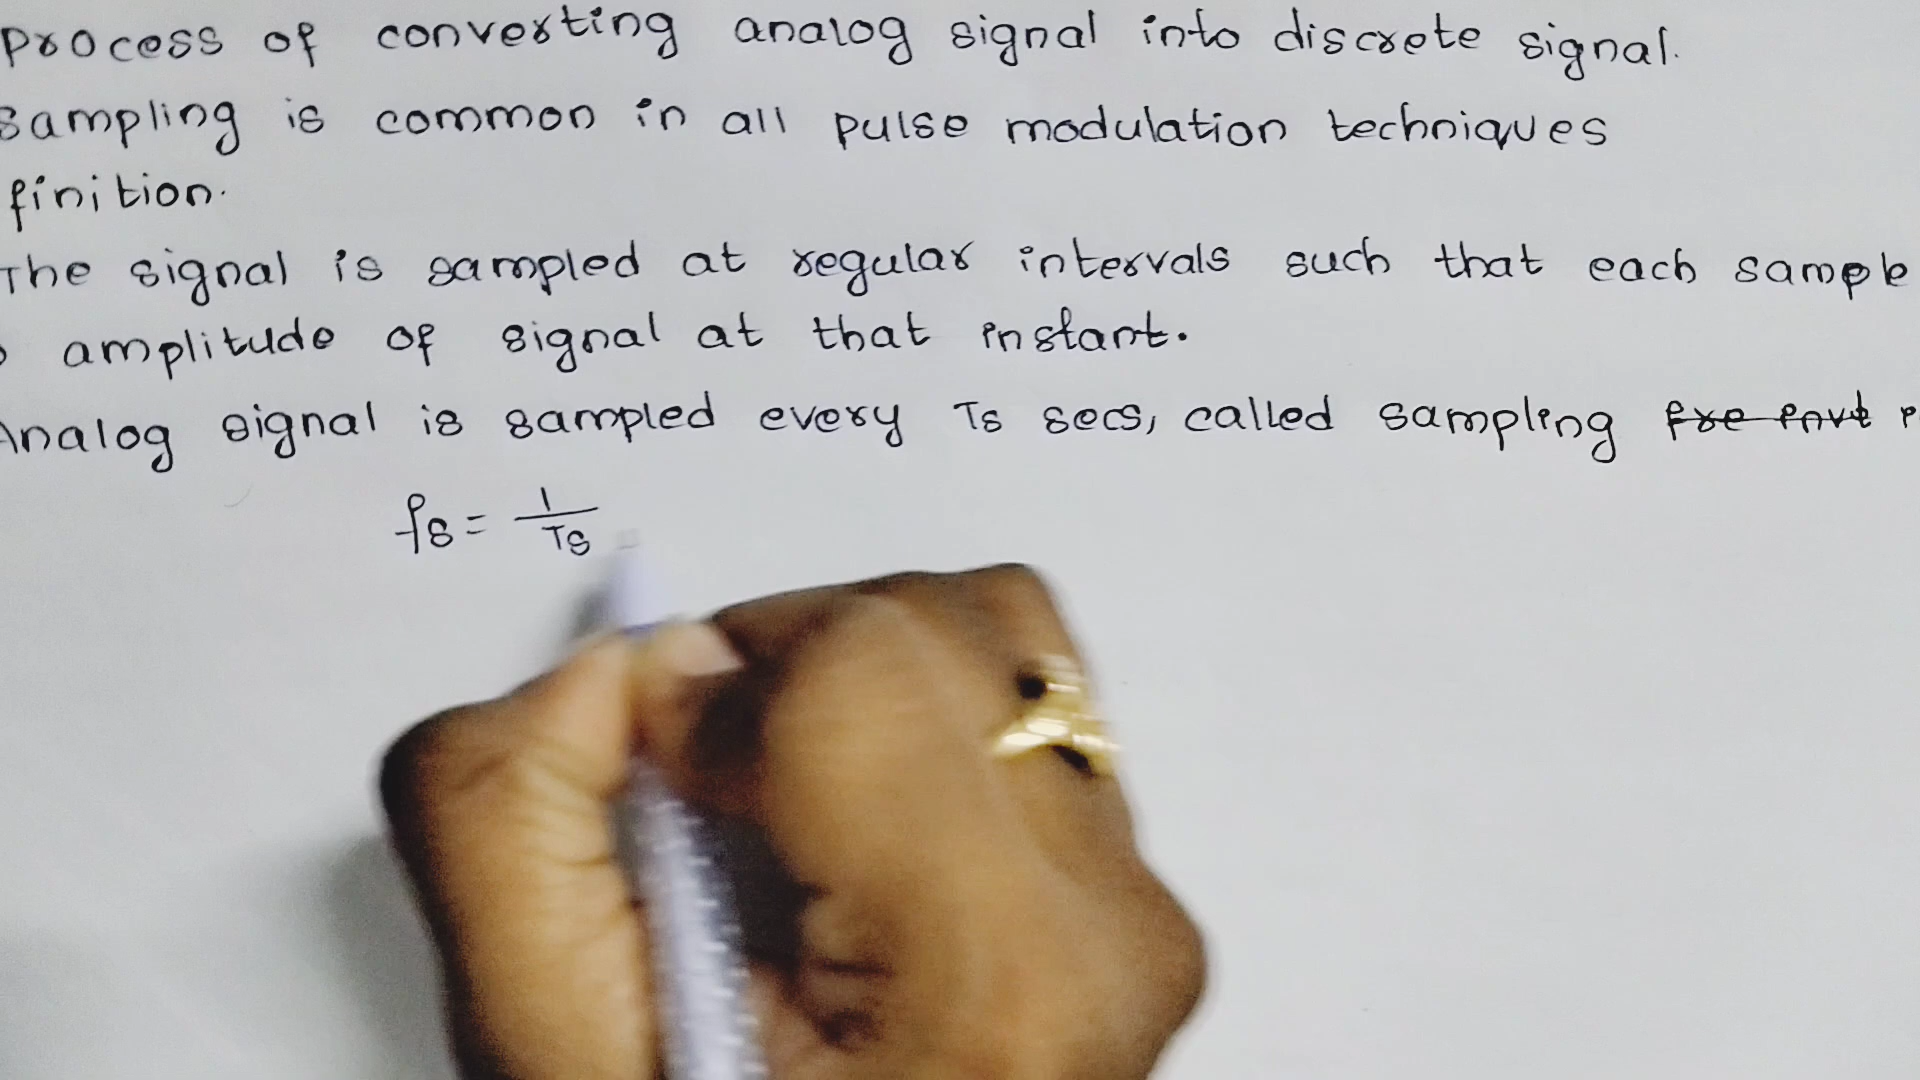 Process of converting analog signal into discrete signal.
Sampling is common in all pulse modulation techniques
finition.
The signal is sampled at regular intervals such that each sample
amplitude of signal at that instant.
Analog signal is sampled every Ts secs, called sampling
fs = 1/Ts